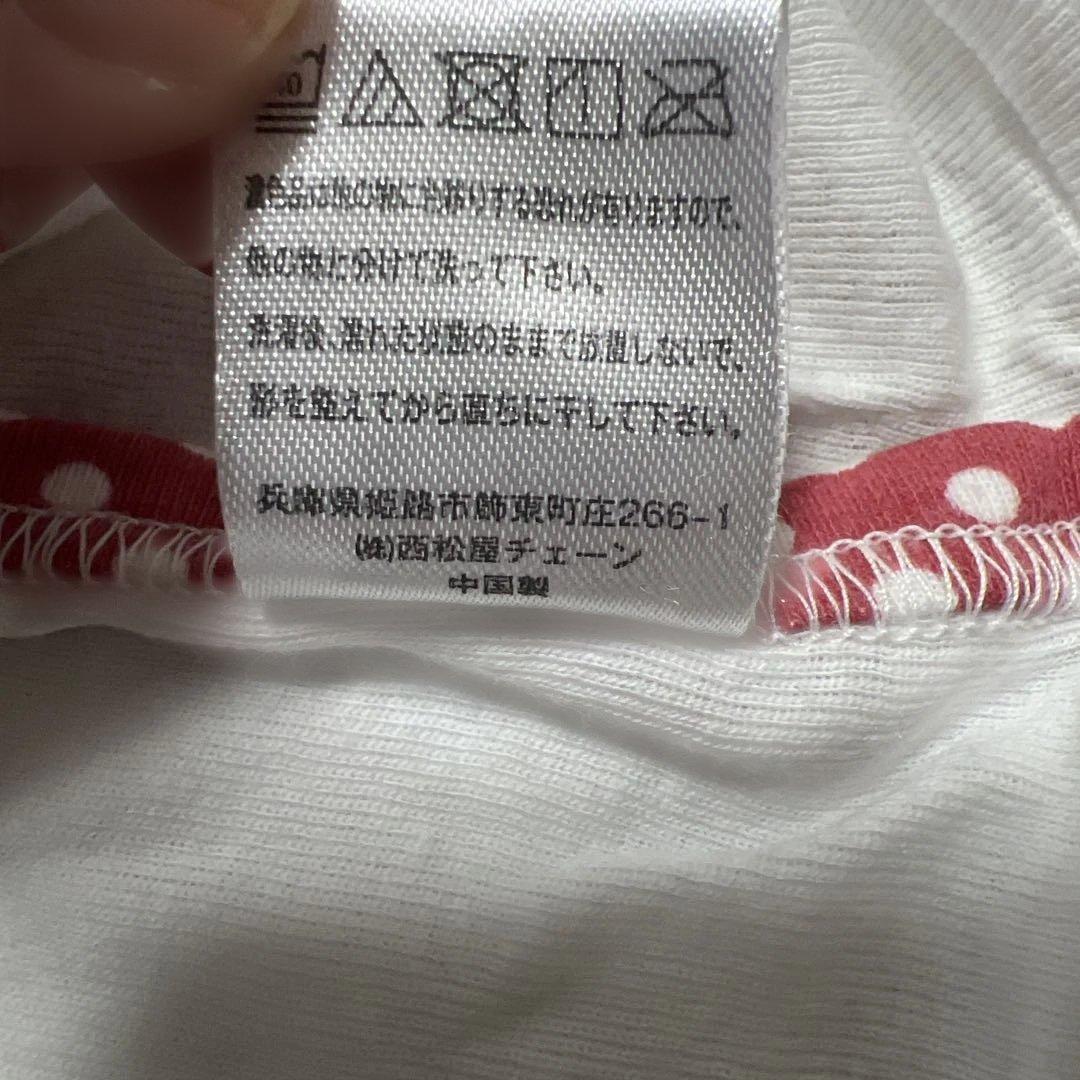 濃色品は他の物に色移りする恐れが有りますので、
他の物と分けて洗って下さい。
洗濯後、濡れた状態のままで放置しないで、
形を整えてから直ちに干して下さい。
兵庫県姫路市飾東町庄266-1
(株)西松屋チェーン
中国製